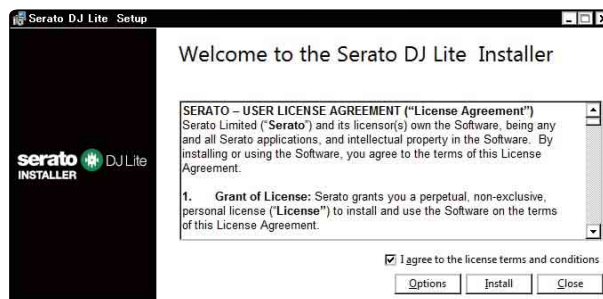 Serato DJ Lite Setup
Welcome to the Serato DJ Lite Installer
SERATO – USER LICENSE AGREEMENT ("License Agreement")
Serato Limited ("Serato") and its licensor(s) own the Software, being any
and all Serato applications, and intellectual property in the Software. By
installing or using the Software, you agree to the terms of this License
Agreement.
1. Grant of License: Serato grants you a perpetual, non-exclusive,
personal license ("License") to install and use the Software on the terms
of this License Agreement.
serato DJ Lite
INSTALLER
I agree to the license terms and conditions
Options Install Close